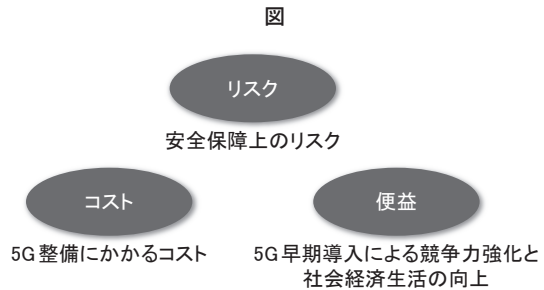 図
リスク
安全保障上のリスク
コスト
便益
5G整備にかかるコスト
5G早期導入による競争力強化と
社会経済生活の向上